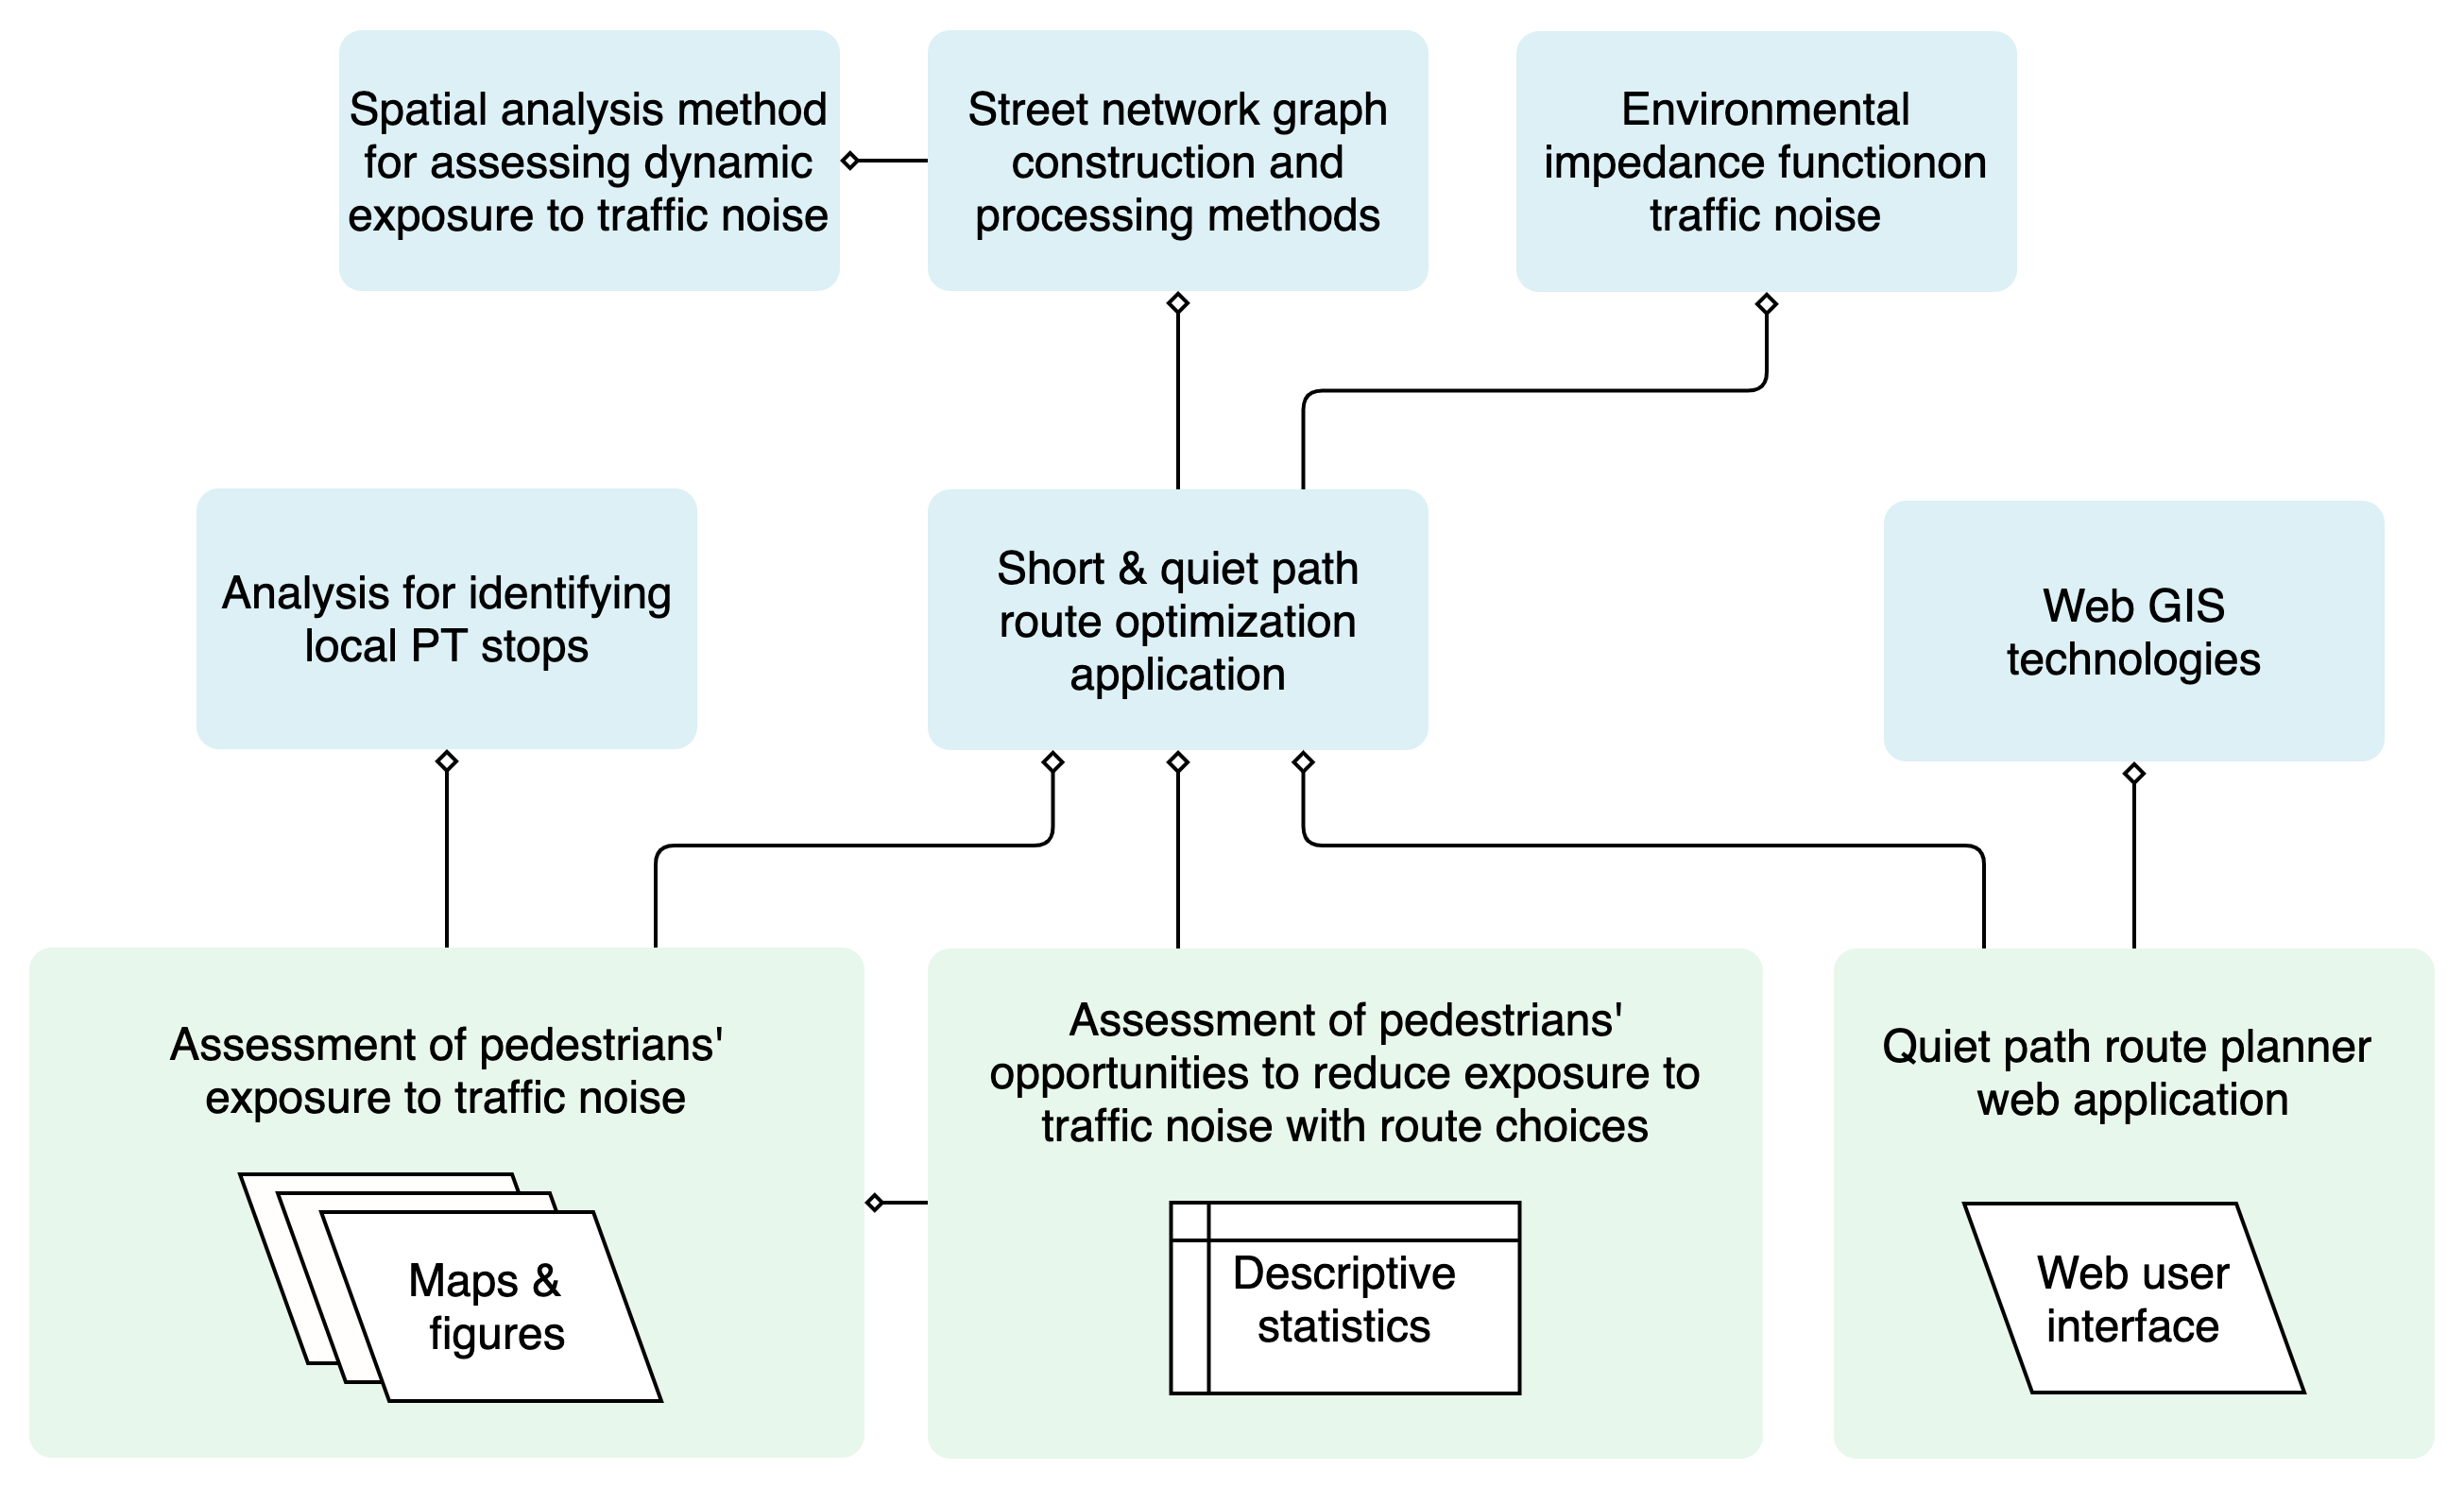 Spatial analysis method
for assessing dynamic
exposure to traffic noise
Street network graph
construction and
processing methods
Environmental
impedance functionon
traffic noise
Analysis for identifying
local PT stops
Short & quiet path
route optimization
application
Web GIS
technologies
Assessment of pedestrians'
exposure to traffic noise
Maps &
figures
Assessment of pedestrians'
opportunities to reduce exposure to
traffic noise with route choices
Descriptive
statistics
Quiet path route planner
web application
Web user
interface